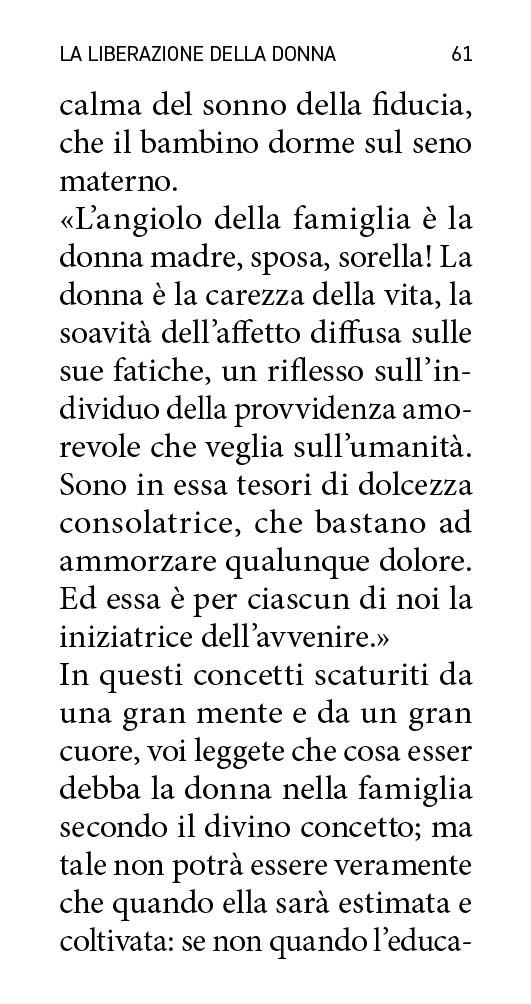 LA LIBERAZIONE DELLA DONNA 61
calma del sonno della fiducia,
che il bambino dorme sul seno
materno.
«L’angiolo della famiglia è la
donna madre, sposa, sorella! La
donna è la carezza della vita, la
soavità dell’affetto diffusa sulle
sue fatiche, un riflesso sull’in-
dividuo della provvidenza amo-
revole che veglia sull’umanità.
Sono in essa tesori di dolcezza
consolatrice, che bastano ad
ammorzare qualunque dolore.
Ed essa è per ciascun di noi la
iniziatrice dell’avvenire.»
In questi concetti scaturiti da
una gran mente e da un gran
cuore, voi leggete che cosa esser
debba la donna nella famiglia
secondo il divino concetto; ma
tale non potrà essere veramente
che quando ella sarà estimata e
coltivata: se non quando l’educa-